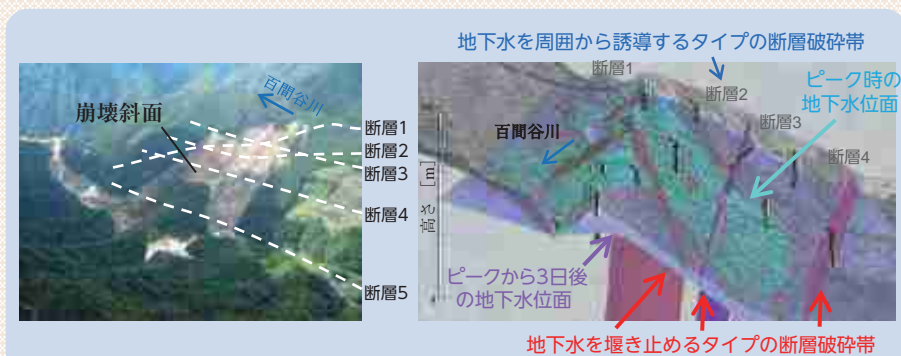 地下水を周囲から誘導するタイプの断層破砕帯
百間谷川
崩壊斜面
断層1
断層2
断層3
断層4
断層5
断層1
断層2
断層3
断層4
ピーク時の
地下水位面
百間谷川
高さ [m]
ピークから3日後
の地下水位面
地下水を堰き止めるタイプの断層破砕帯